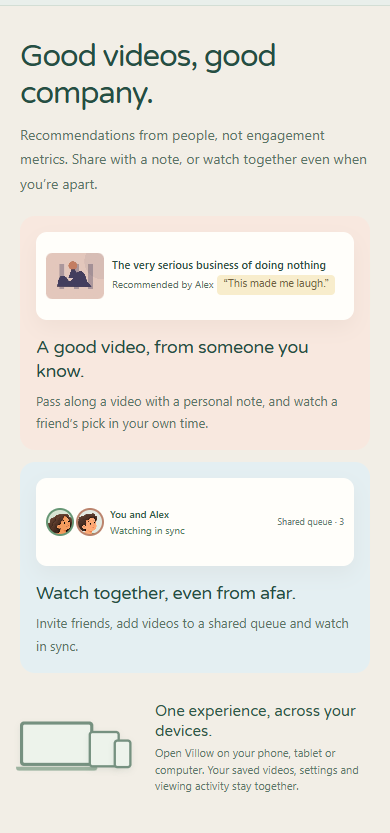 Good videos, good
company.
Recommendations from people, not engagement
metrics. Share with a note, or watch together even when
you’re apart.
The very serious business of doing nothing
Recommended by Alex “This made me laugh.”
A good video, from someone you
know.
Pass along a video with a personal note, and watch a
friend’s pick in your own time.
You and Alex
Watching in sync
Shared queue · 3
Watch together, even from afar.
Invite friends, add videos to a shared queue and watch
in sync.
One experience, across your
devices.
Open Villow on your phone, tablet or
computer. Your saved videos, settings and
viewing activity stay together.